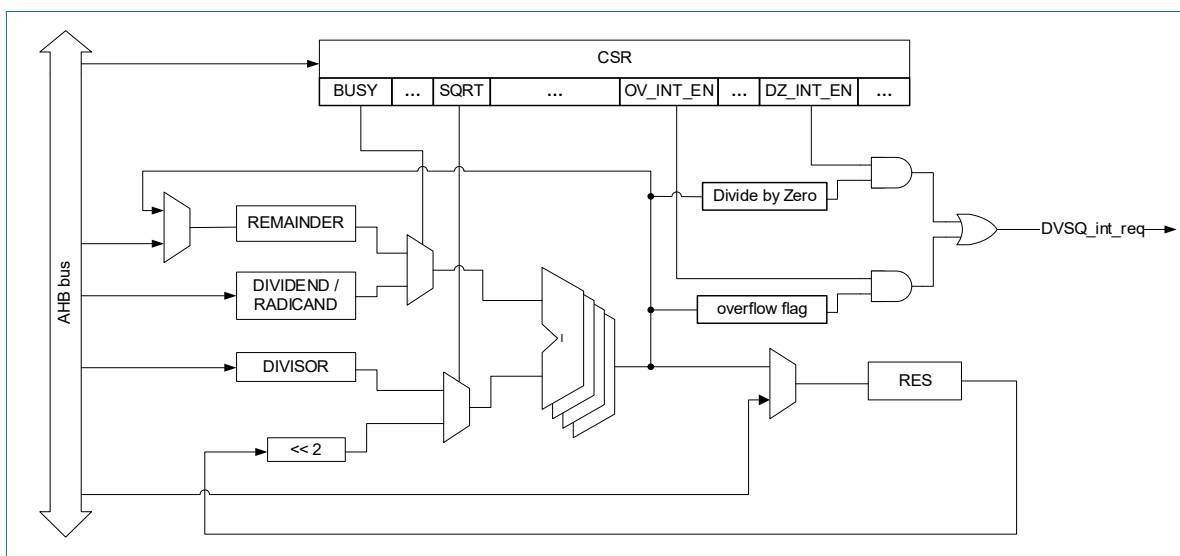 CSR
BUSY ... SQRT ... OV_INT_EN ... DZ_INT_EN ...
AHB bus
Divide by Zero
REMAINDER
DVSQ_int_req
DIVIDEND /
RADICAND
overflow flag
DIVISOR
RES
<< 2